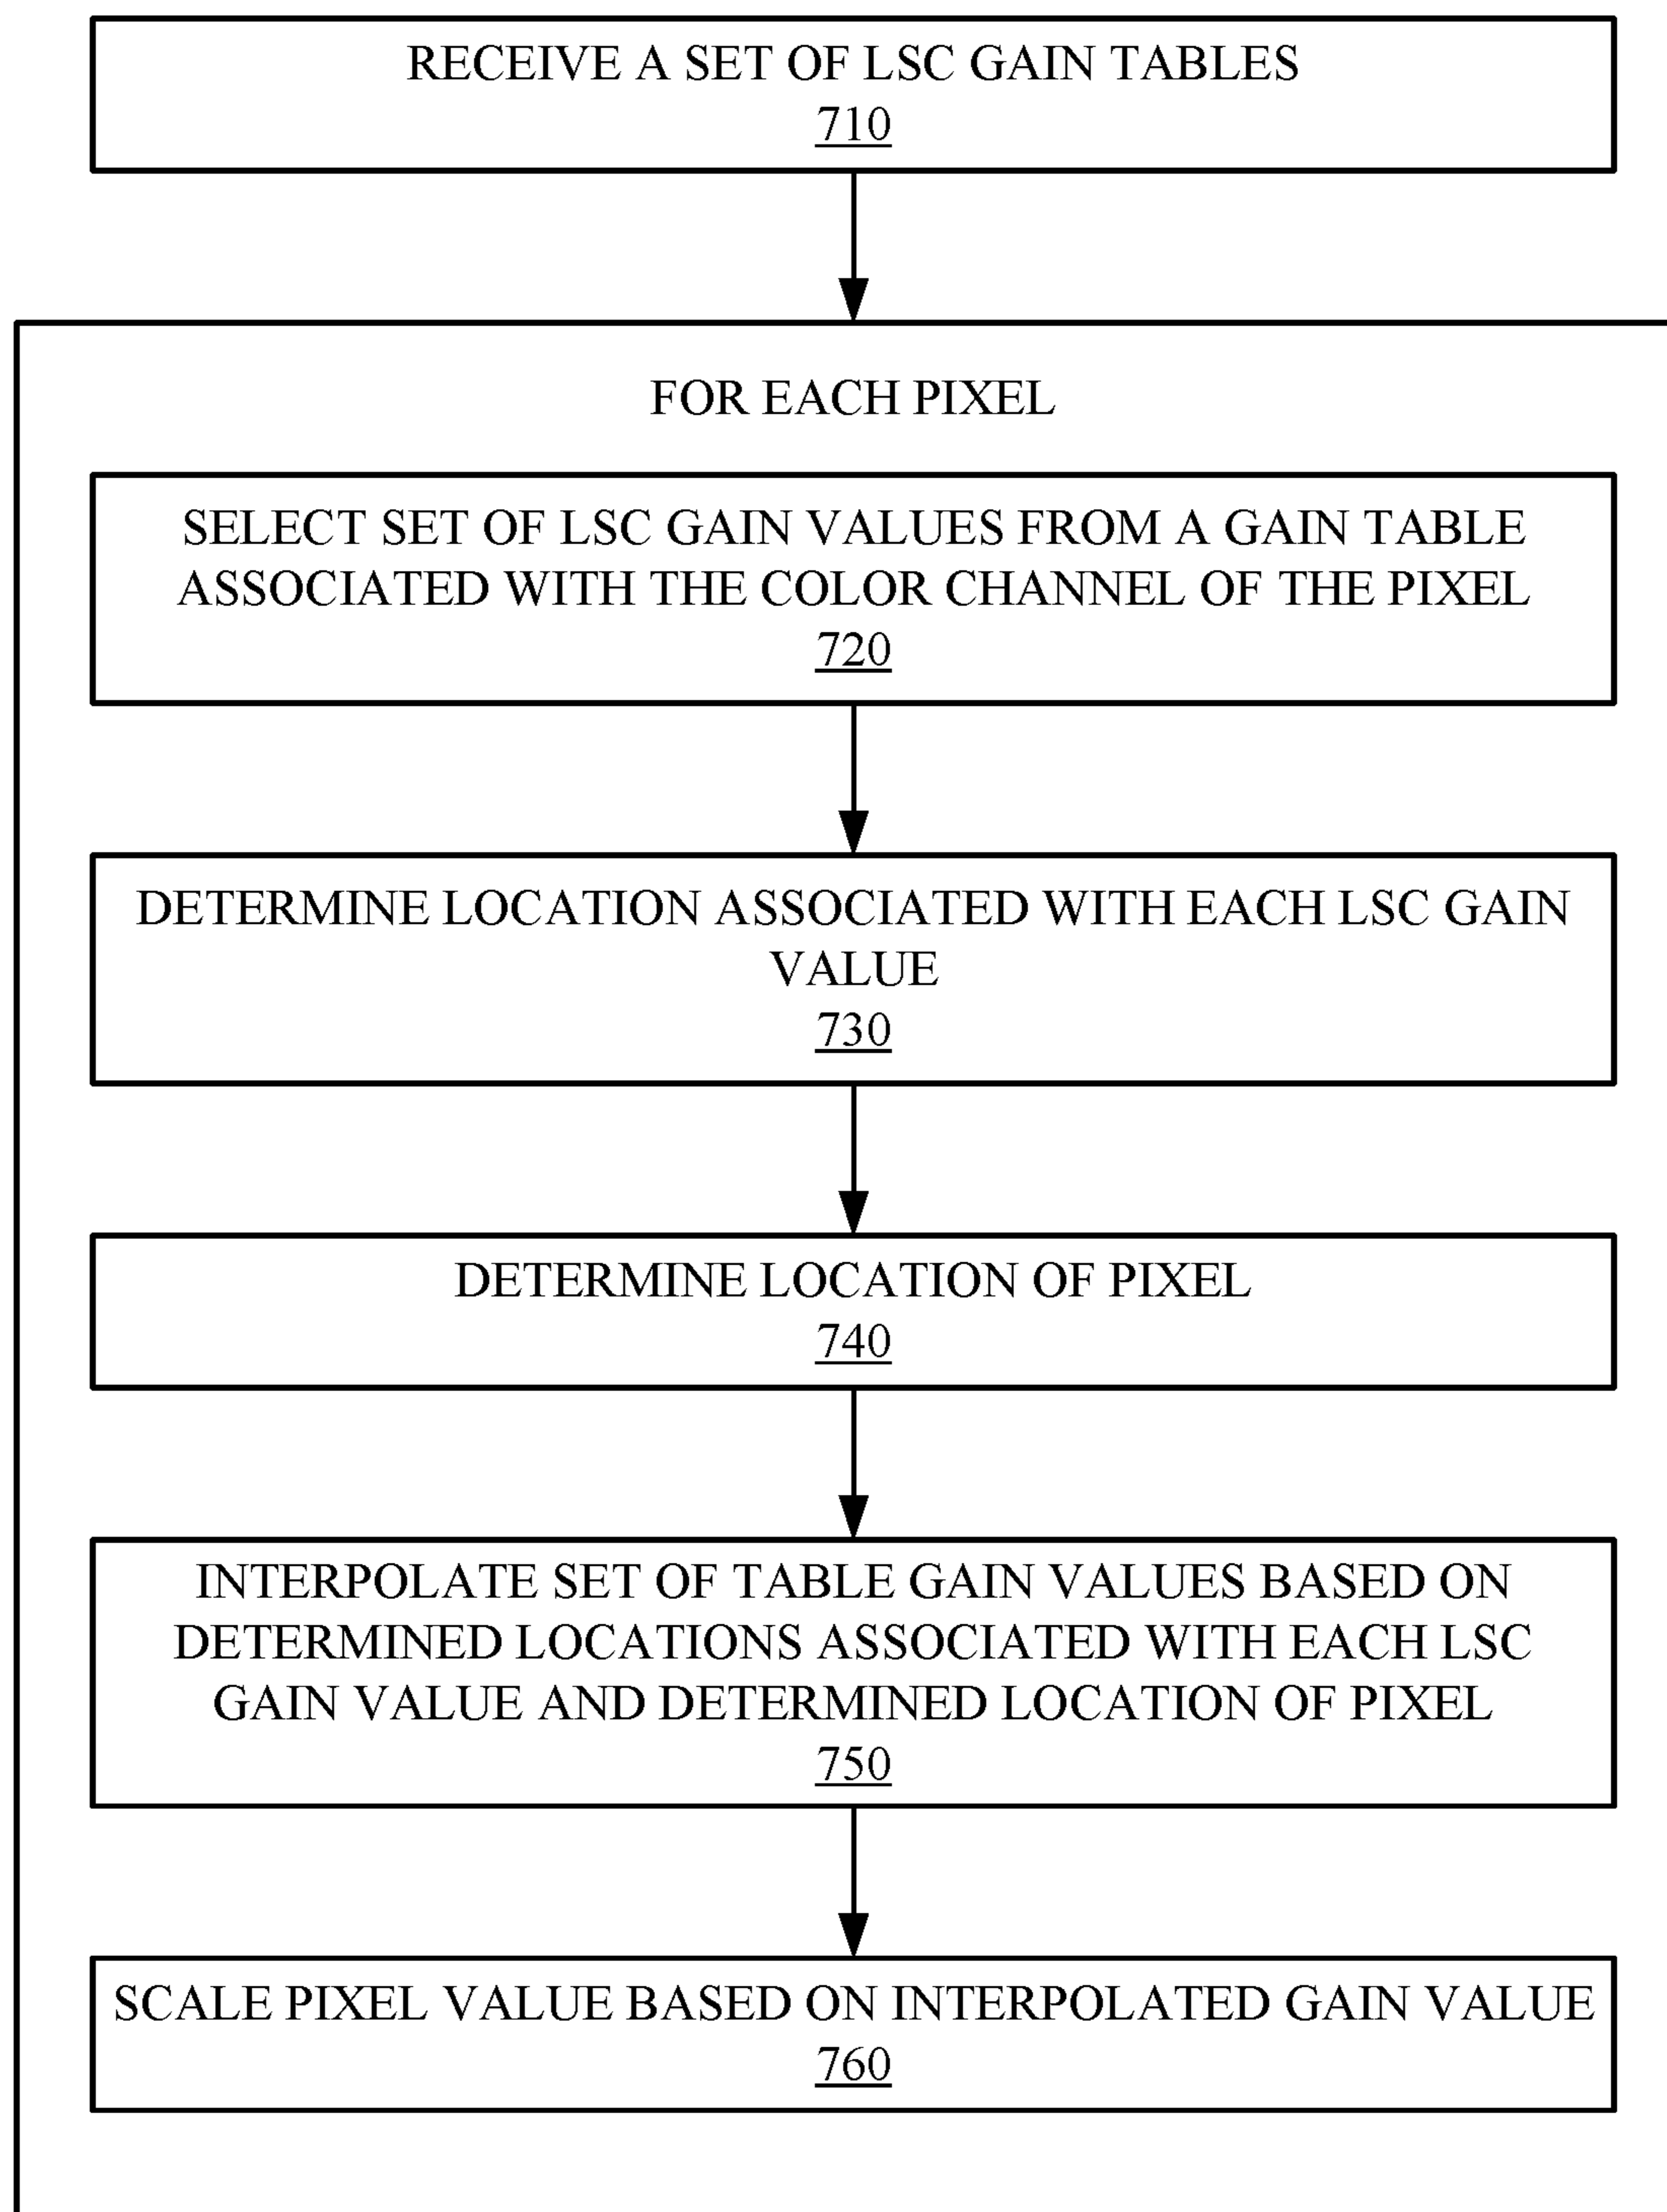 RECEIVE A SET OF LSC GAIN TABLES
710
FOR EACH PIXEL
SELECT SET OF LSC GAIN VALUES FROM A GAIN TABLE
ASSOCIATED WITH THE COLOR CHANNEL OF THE PIXEL
720
DETERMINE LOCATION ASSOCIATED WITH EACH LSC GAIN
VALUE
730
DETERMINE LOCATION OF PIXEL
740
INTERPOLATE SET OF TABLE GAIN VALUES BASED ON
DETERMINED LOCATIONS ASSOCIATED WITH EACH LSC
GAIN VALUE AND DETERMINED LOCATION OF PIXEL
750
SCALE PIXEL VALUE BASED ON INTERPOLATED GAIN VALUE
760